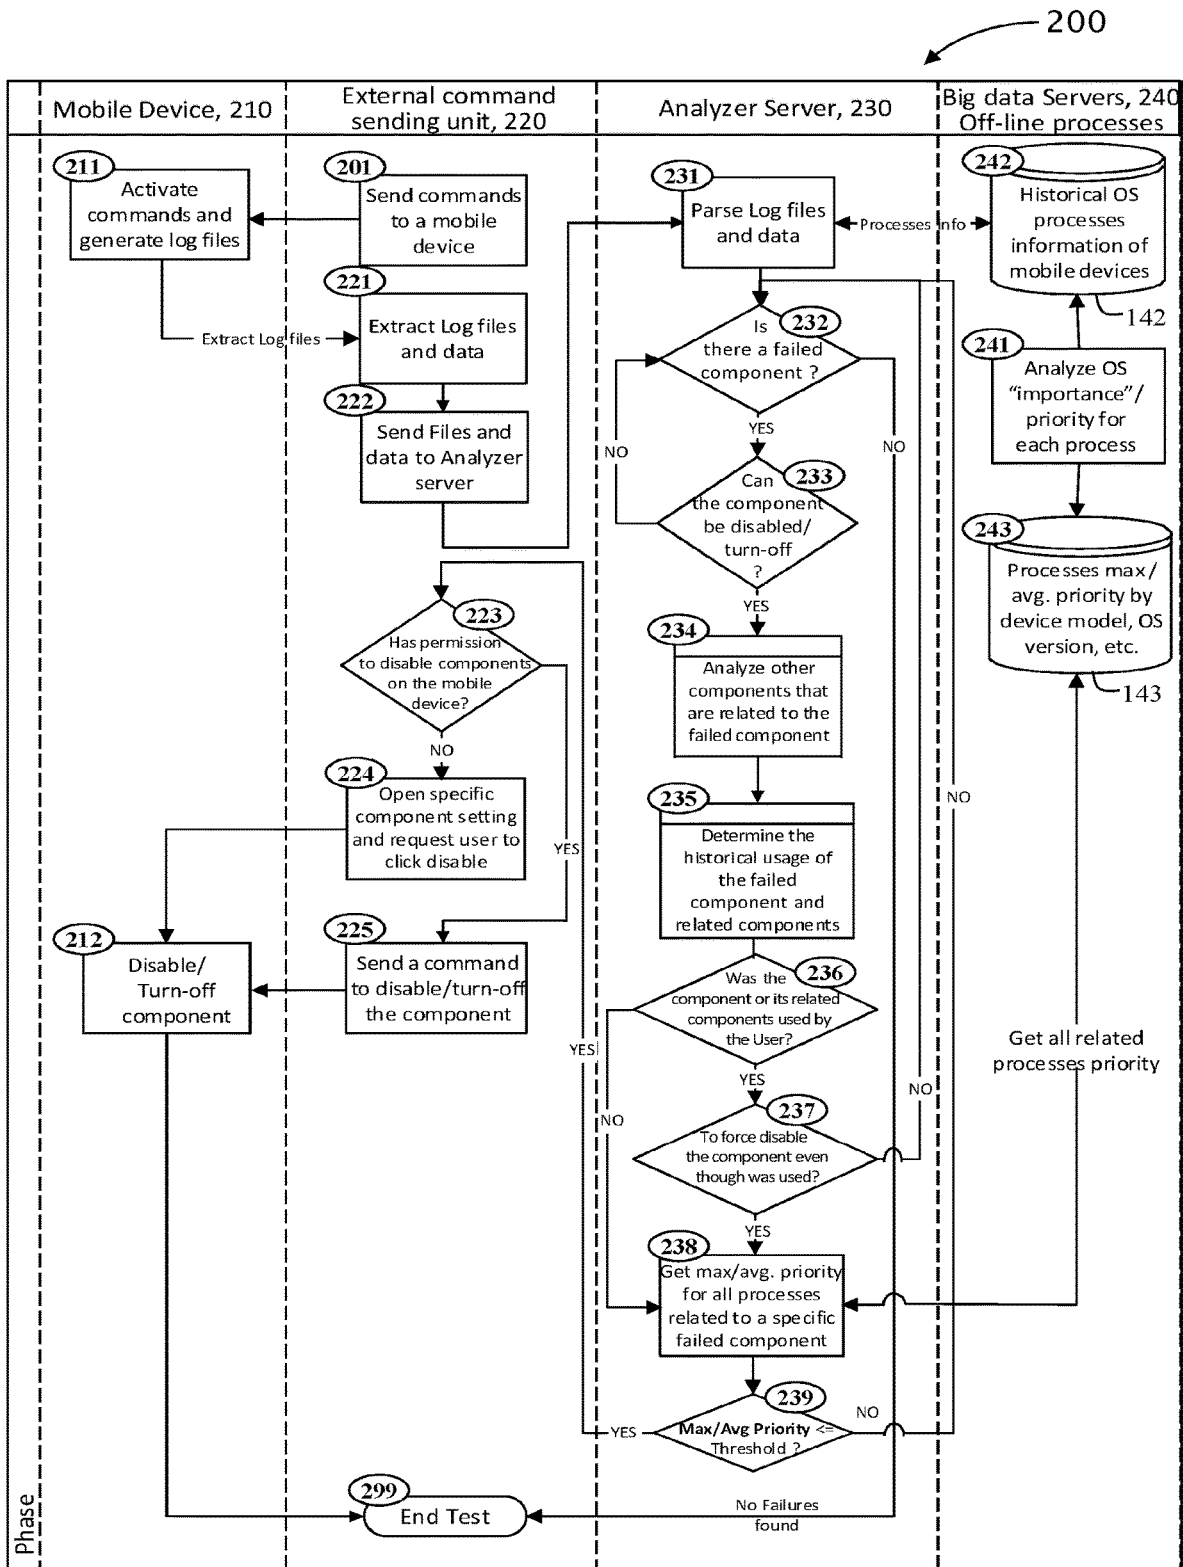 200
Mobile Device, 210
External command
sending unit, 220
Analyzer Server, 230
Big data Servers, 240
Off-line processes
211
Activate
commands and
generate log files
201
Send commands
to a mobile
device
231
Parse Log files
and data
Processes info
242
Historical OS
processes
information of
mobile devices
142
221
Extract Log files
and data
Extract Log files
222
Send Files and
data to Analyzer
server
232
Is
there a failed
component ?
YES
NO
NO
241
Analyze OS
“importance”/
priority for
each process
233
Can
the component
be disabled/
turn-off
?
YES
243
Processes max/
avg. priority by
device model, OS
version, etc.
143
223
Has permission
to disable components
on the mobile
device?
NO
YES
234
Analyze other
components that
are related to the
failed component
224
Open specific
component setting
and request user to
click disable
235
Determine the
historical usage of
the failed
component and
related components
NO
212
Disable/
Turn-off
component
225
Send a command
to disable/turn-off
the component
236
Was the
component or its related
components used by
the User?
YES
YES
NO
NO
Get all related
processes priority
237
To force disable
the component even
though was used?
YES
238
Get max/avg. priority
for all processes
related to a specific
failed component
239
Max/Avg Priority <=
Threshold ?
YES
NO
299
End Test
No Failures
found
Phase